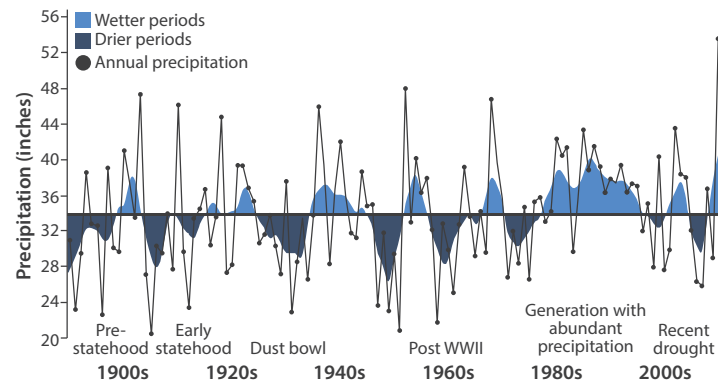 56
52
48
44
40
36
32
28
24
20
Precipitation (inches)
Wetter periods
Drier periods
Annual precipitation
Pre-
statehood
Early
statehood
Dust bowl
Post WWII
Generation with
abundant
precipitation
Recent
drought
1900s
1920s
1940s
1960s
1980s
2000s